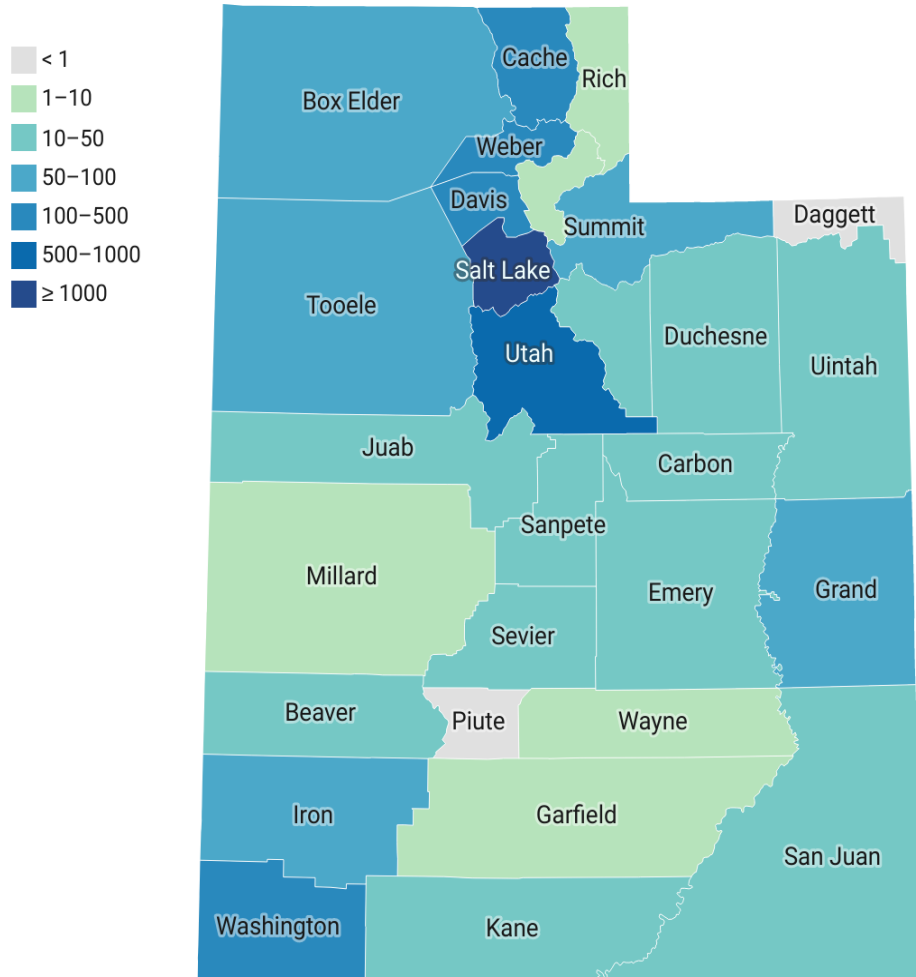 < 1
1–10
10–50
50–100
100–500
500–1000
≥ 1000
Cache
Rich
Box Elder
Weber
Davis
Daggett
Summit
Salt Lake
Tooele
Duchesne
Utah
Uintah
Juab
Carbon
Sanpete
Millard
Grand
Emery
Sevier
Beaver
Piute
Wayne
Iron
Garfield
San Juan
Washington
Kane